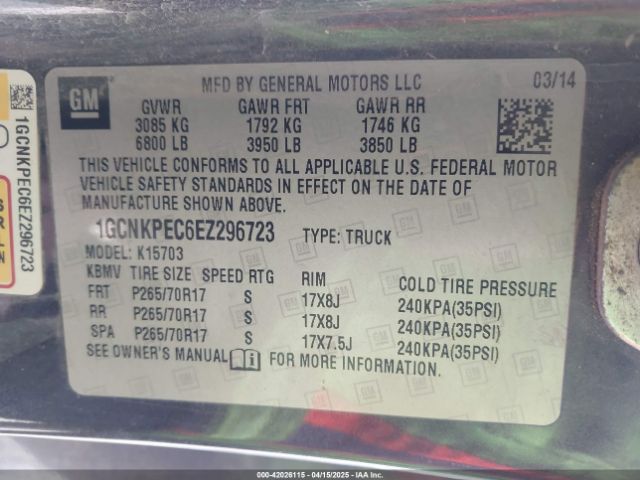 GM
MFD BY GENERAL MOTORS LLC 03/14
GVWR GAWR FRT GAWR RR
3085 KG 1792 KG 1746 KG
6800 LB 3950 LB 3850 LB
THIS VEHICLE CONFORMS TO ALL APPLICABLE U.S. FEDERAL MOTOR
VEHICLE SAFETY STANDARDS IN EFFECT ON THE DATE OF
MANUFACTURE SHOWN ABOVE.
1GCNKPEC6EZ296723 TYPE: TRUCK
MODEL: K15703
KBMV TIRE SIZE SPEED RTG RIM COLD TIRE PRESSURE
FRT P265/70R17 S 17X8J 240KPA(35PSI)
RR P265/70R17 S 17X8J 240KPA(35PSI)
SPA P265/70R17 S 17X7.5J 240KPA(35PSI)
SEE OWNER'S MANUAL FOR MORE INFORMATION.
1GCNKPEC6EZ296723
000-42026115 - 04/15/2025 - IAAI.COM